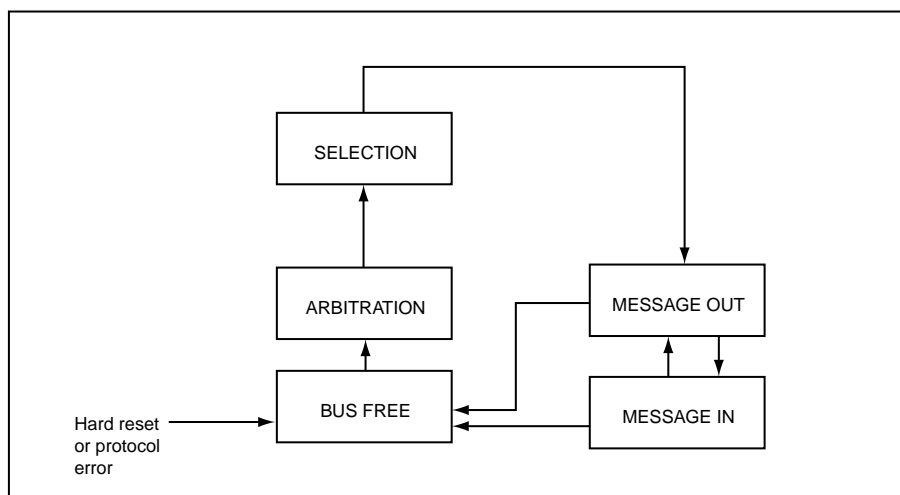 SELECTION
ARBITRATION
MESSAGE OUT
BUS FREE
MESSAGE IN
Hard reset
or protocol
error